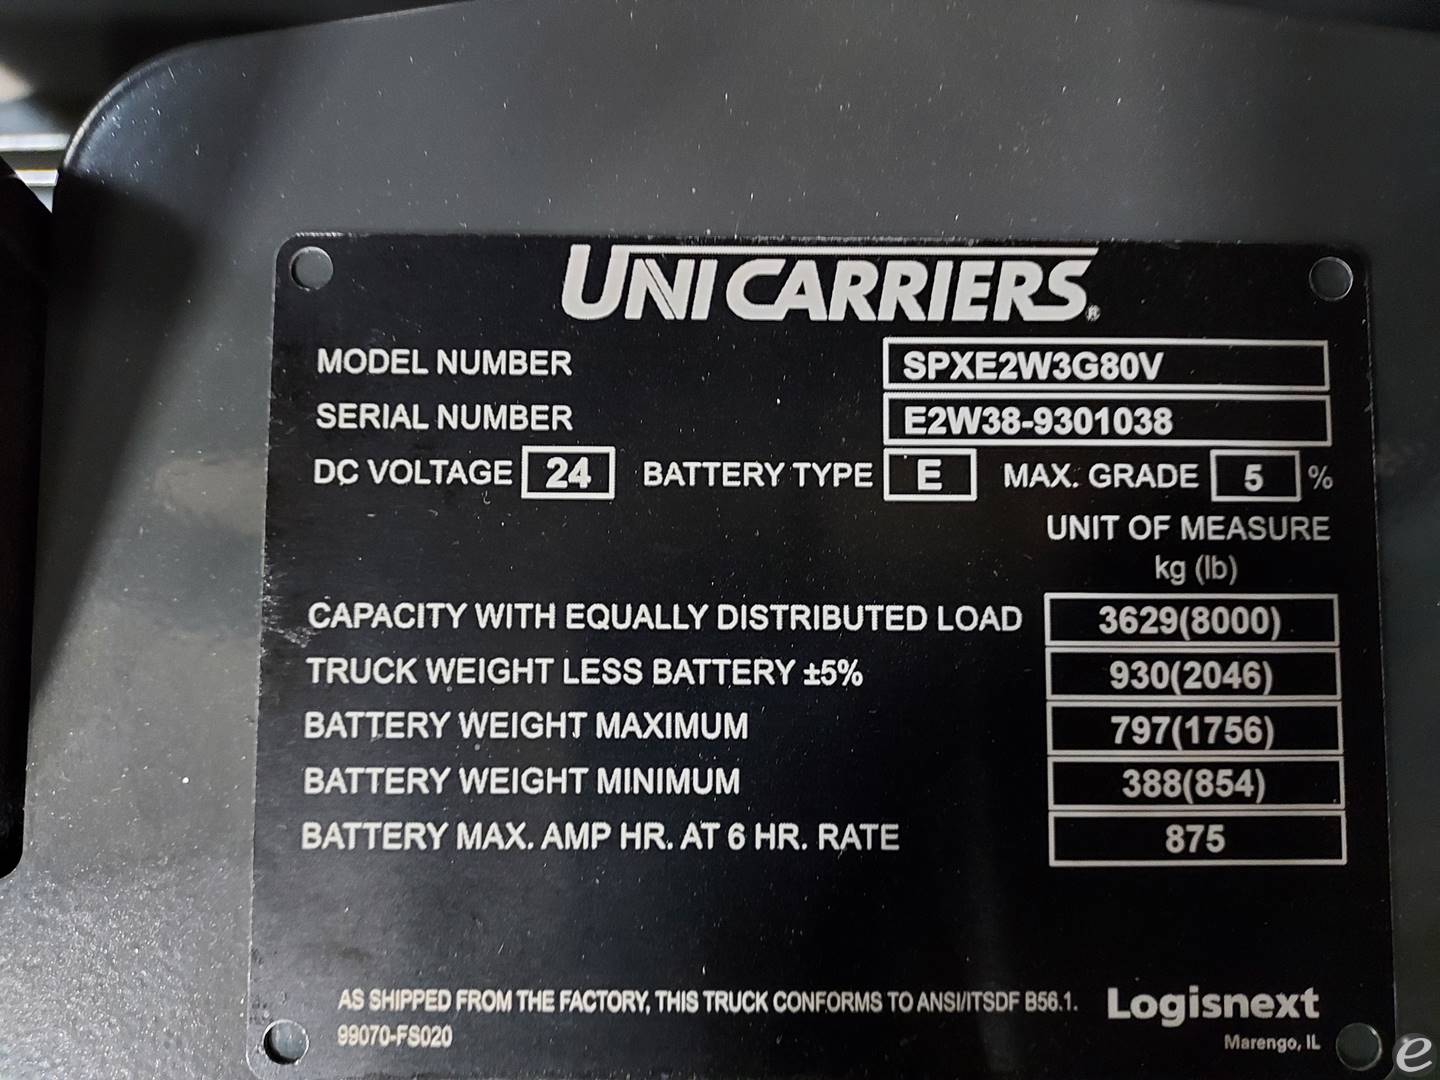 UNICARRIERS®
MODEL NUMBER SPXE2W3G80V
SERIAL NUMBER E2W38-9301038
DC VOLTAGE 24 BATTERY TYPE E MAX. GRADE 5 %
UNIT OF MEASURE
kg (lb)
CAPACITY WITH EQUALLY DISTRIBUTED LOAD 3629(8000)
TRUCK WEIGHT LESS BATTERY ±5% 930(2046)
BATTERY WEIGHT MAXIMUM 797(1756)
BATTERY WEIGHT MINIMUM 388(854)
BATTERY MAX. AMP HR. AT 6 HR. RATE 875
AS SHIPPED FROM THE FACTORY, THIS TRUCK CONFORMS TO ANSI/ITSDF B56.1. Logisnext
99070-FS020 Marengo, IL
e